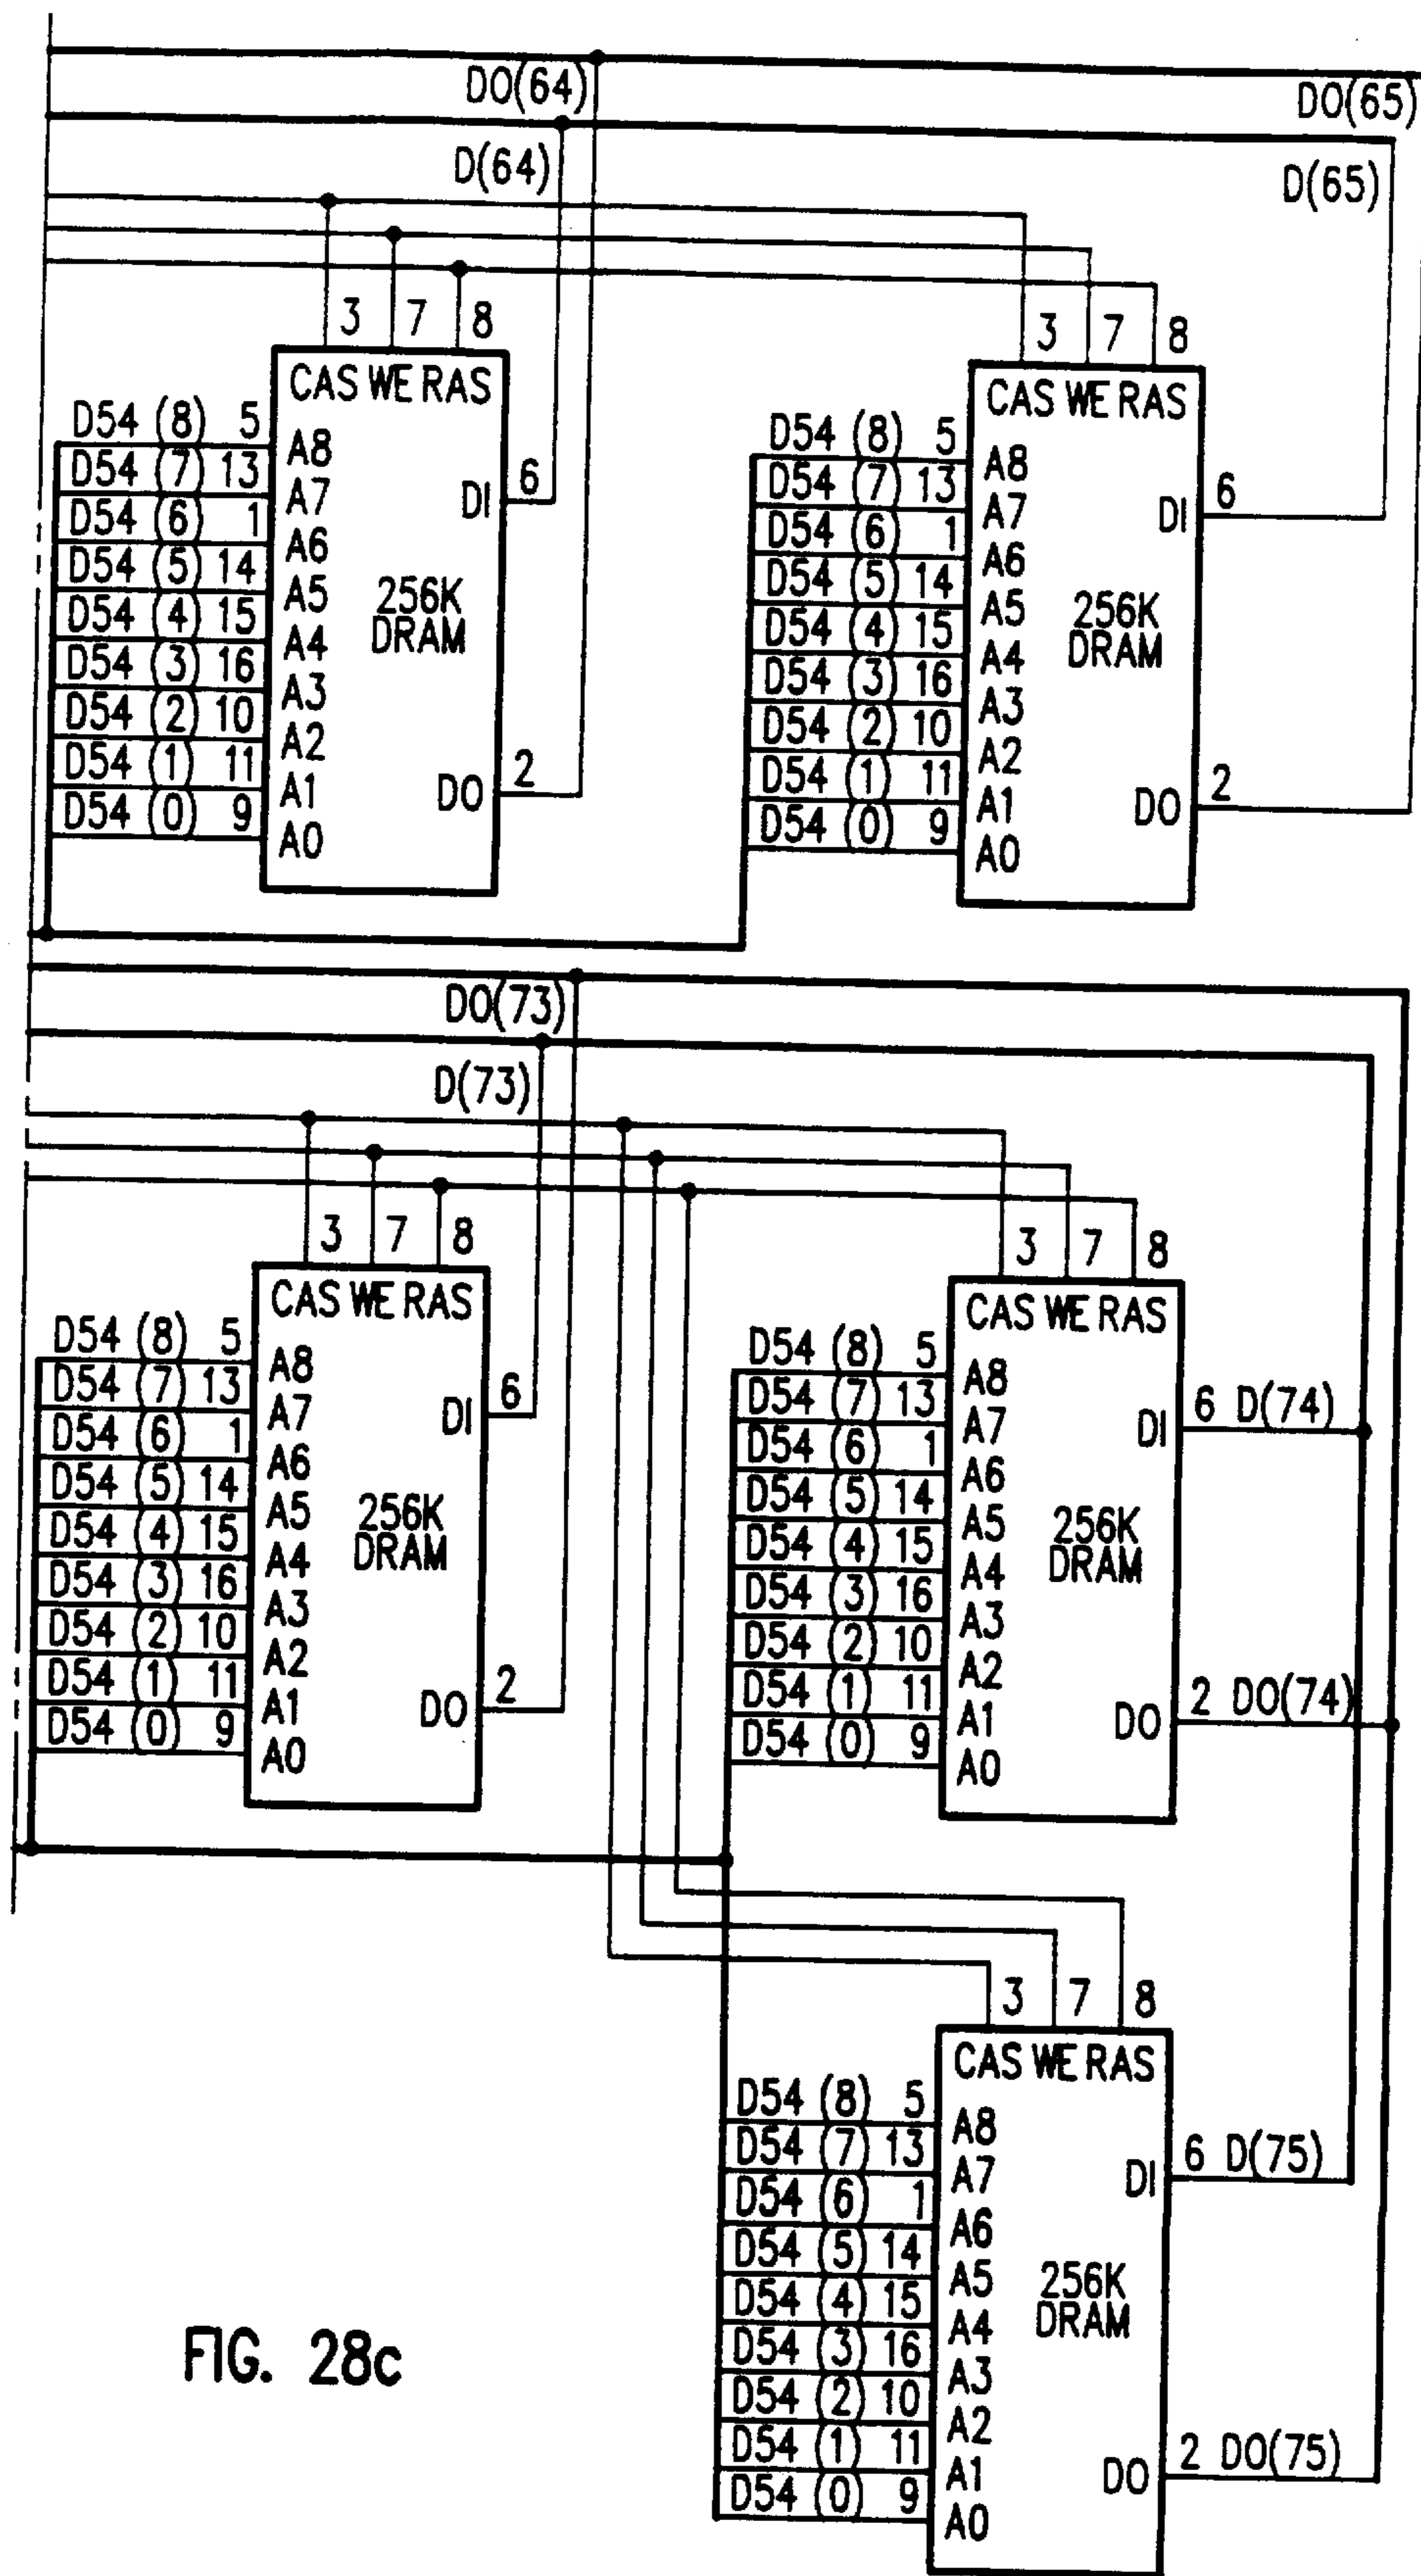 DO(64)
DO(65)
D(64)
D(65)
3 7 8
CAS WE RAS
D54 (8) 5 A8
D54 (7) 13 A7
D54 (6) 1 A6
D54 (5) 14 A5
D54 (4) 15 A4
D54 (3) 16 A3
D54 (2) 10 A2
D54 (1) 11 A1
D54 (0) 9 A0
256K
DRAM
DI 6
DO 2
3 7 8
CAS WE RAS
D54 (8) 5 A8
D54 (7) 13 A7
D54 (6) 1 A6
D54 (5) 14 A5
D54 (4) 15 A4
D54 (3) 16 A3
D54 (2) 10 A2
D54 (1) 11 A1
D54 (0) 9 A0
256K
DRAM
DI 6
DO 2
DO(73)
D(73)
3 7 8
CAS WE RAS
D54 (8) 5 A8
D54 (7) 13 A7
D54 (6) 1 A6
D54 (5) 14 A5
D54 (4) 15 A4
D54 (3) 16 A3
D54 (2) 10 A2
D54 (1) 11 A1
D54 (0) 9 A0
256K
DRAM
DI 6
DO 2
3 7 8
CAS WE RAS
D54 (8) 5 A8
D54 (7) 13 A7
D54 (6) 1 A6
D54 (5) 14 A5
D54 (4) 15 A4
D54 (3) 16 A3
D54 (2) 10 A2
D54 (1) 11 A1
D54 (0) 9 A0
256K
DRAM
DI 6 D(74)
DO 2 DO(74)
3 7 8
CAS WE RAS
D54 (8) 5 A8
D54 (7) 13 A7
D54 (6) 1 A6
D54 (5) 14 A5
D54 (4) 15 A4
D54 (3) 16 A3
D54 (2) 10 A2
D54 (1) 11 A1
D54 (0) 9 A0
256K
DRAM
DI 6 D(75)
DO 2 DO(75)
FIG. 28c